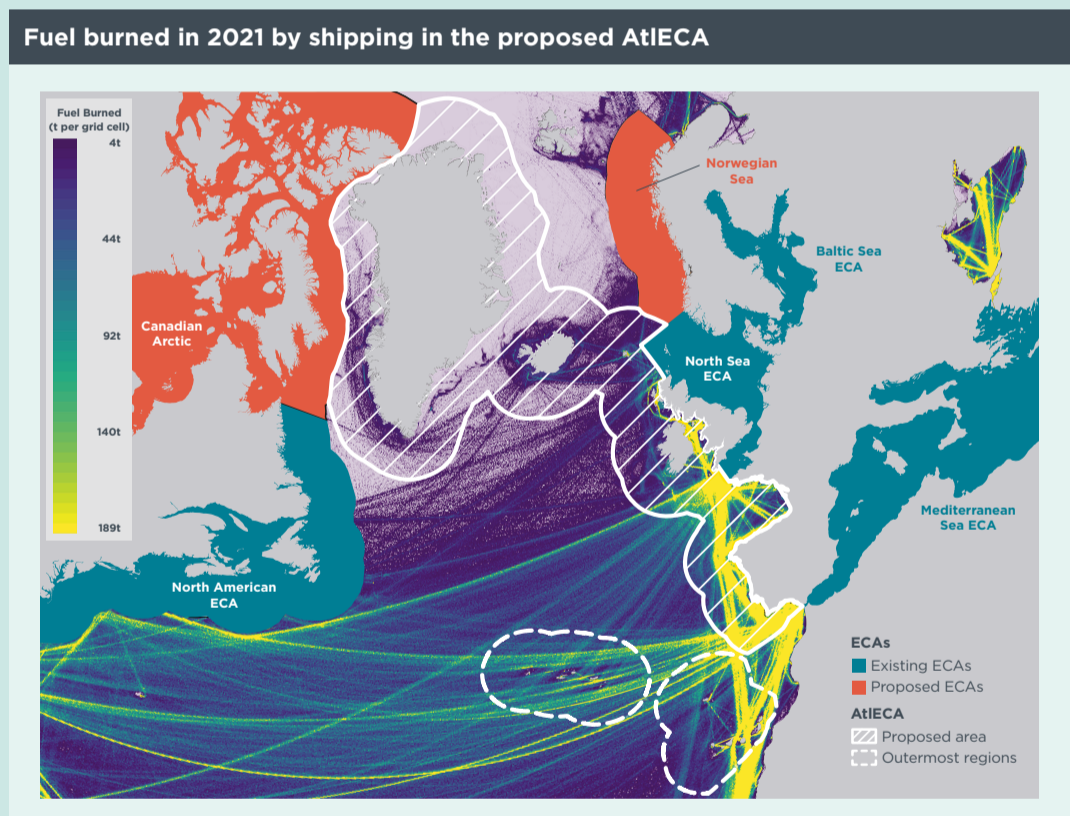 Fuel burned in 2021 by shipping in the proposed AtlECA
Fuel Burned
(t per grid cell)
4t
44t
92t
140t
189t
Norwegian
Sea
Baltic Sea
ECA
Canadian
Arctic
North Sea
ECA
Mediterranean
Sea ECA
North American
ECA
ECAs
Existing ECAs
Proposed ECAs
AtlECA
Proposed area
Outermost regions